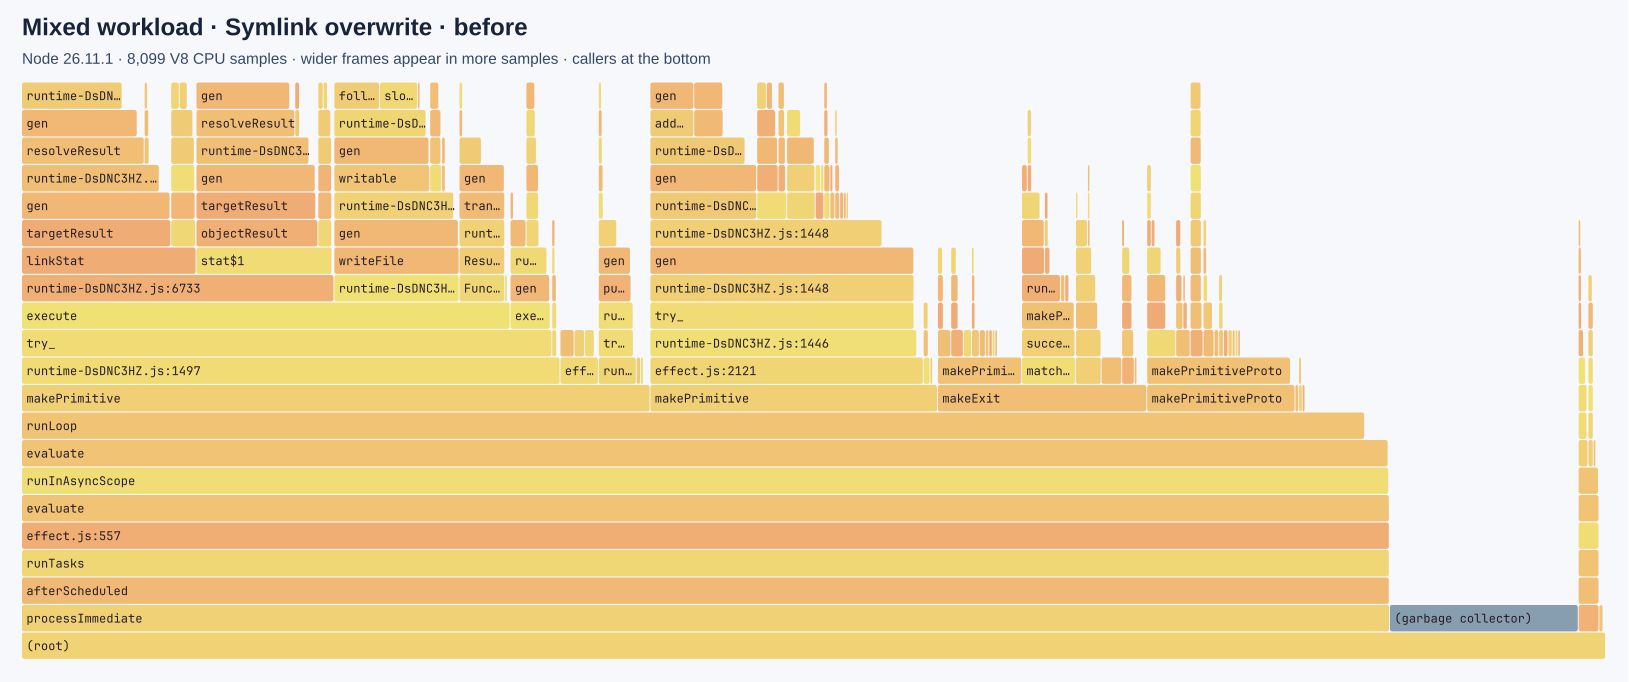 Mixed workload · Symlink overwrite · before
Node 26.11.1 · 8,099 V8 CPU samples · wider frames appear in more samples · callers at the bottom
runtime-DsDN… gen foll… slo… gen
gen resolveResult runtime-DsD… add…
resolveResult runtime-DsDNC3… gen runtime-DsD…
runtime-DsDNC3HZ.… gen writable gen gen
gen targetResult runtime-DsDNC3H… tran… runtime-DsDNC…
targetResult objectResult gen runt… runtime-DsDNC3HZ.js:1448
linkStat stat$1 writeFile Resu… ru… gen gen
runtime-DsDNC3HZ.js:6733 runtime-DsDNC3H… Func… gen pu… runtime-DsDNC3HZ.js:1448 run…
execute exe… ru… try_ makeP…
try_ tr… runtime-DsDNC3HZ.js:1446 succe…
runtime-DsDNC3HZ.js:1497 eff… run… effect.js:2121 makePrimi… match… makePrimitiveProto
makePrimitive makePrimitive makeExit makePrimitiveProto
runLoop
evaluate
runInAsyncScope
evaluate
effect.js:557
runTasks
afterScheduled
processImmediate (garbage collector)
(root)